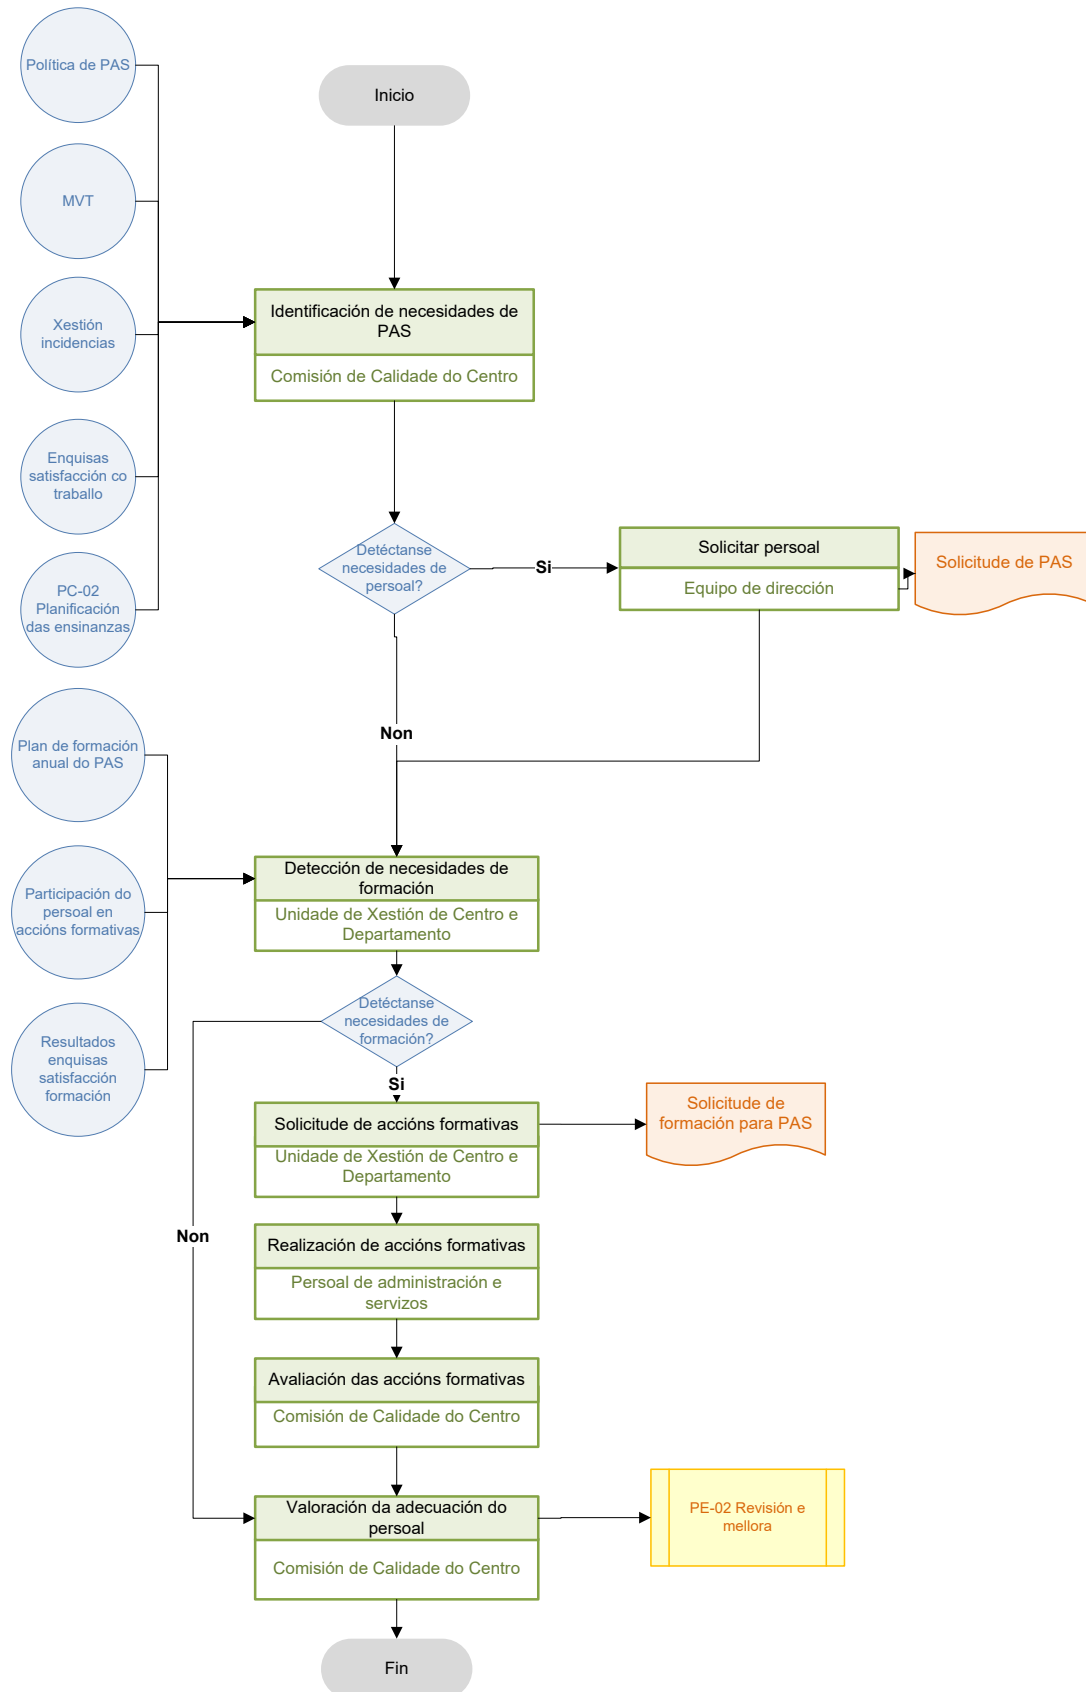 Política de PAS
Inicio
MVT
Xestión
incidencias
Identificación de necesidades de
PAS
Comisión de Calidade do Centro
Enquisas
satisfacción co
traballo
PC-02
Planificación
das ensinanzas
Detéctanse
necesidades de
persoal?
Si
Solicitar persoal
Equipo de dirección
Solicitude de PAS
Non
Plan de formación
anual do PAS
Participación do
persoal en
accións formativas
Resultados
enquisas
satisfacción
formación
Detección de necesidades de
formación
Unidade de Xestión de Centro e
Departamento
Detéctanse
necesidades de
formación?
Si
Solicitude de accións formativas
Unidade de Xestión de Centro e
Departamento
Solicitude de
formación para PAS
Non
Realización de accións formativas
Persoal de administración e
servizos
Avaliación das accións formativas
Comisión de Calidade do Centro
Valoración da adecuación do
persoal
Comisión de Calidade do Centro
PE-02 Revisión e
mellora
Fin